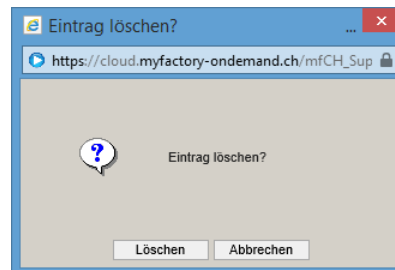 Eintrag löschen? ...
https://cloud.myfactory-ondemand.ch/mfCH_Sup
Eintrag löschen?
Löschen Abbrechen